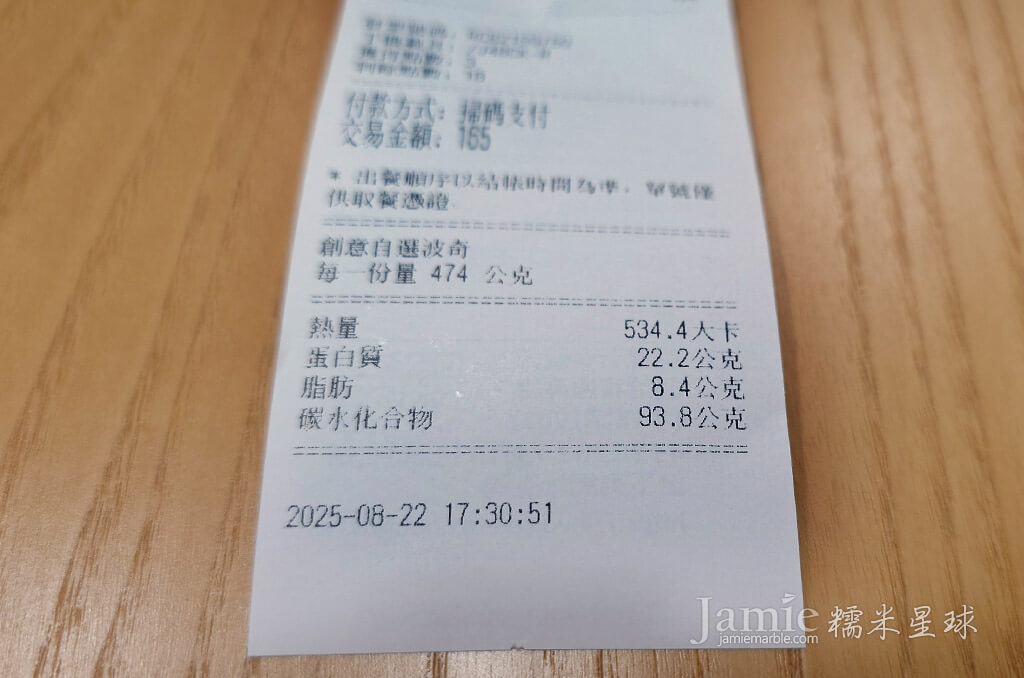 付款方式: 掃碼支付
交易金額: 165
* 出餐順序以結帳時間為準, 單號僅
供取餐憑證
創意自選波奇
每一份量 474 公克
熱量 534.4大卡
蛋白質 22.2公克
脂肪 8.4公克
碳水化合物 93.8公克
2025-08-22 17:30:51
Jamie 糯米星球
jamiemarble.com